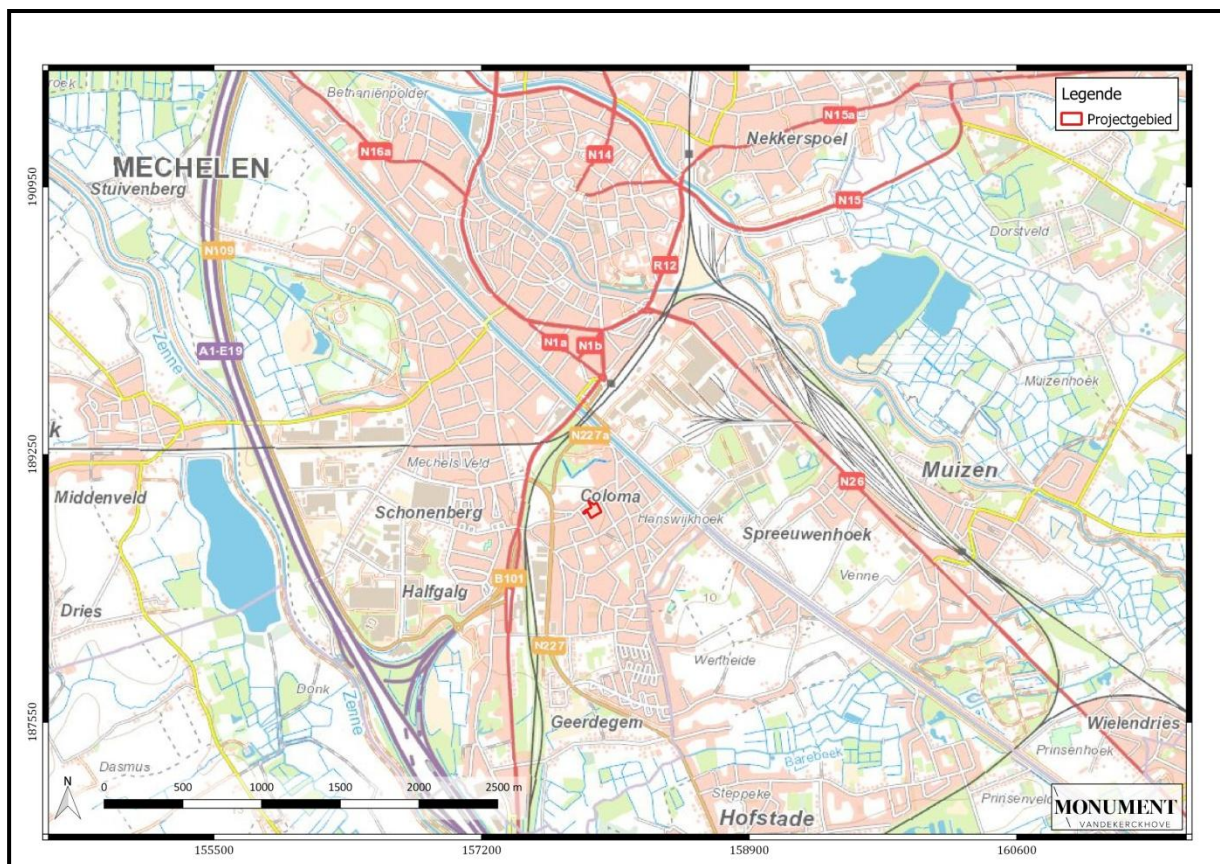 Legende
Projectgebied
roek
Bethaniënpolder
N15a
Nekkerspoel
N16a
N14
MECHELEN
Stuivenberg
190950
N15
Dorstveld
N109
R12
Zenne
A1-E19
N1a
N1b
Muizenhoek
k
N227a
189250
Mechels Veld
Muizen
Middenveld
Coloma
N26
Schonenberg
Hanswijkhoek
Spreeuwenhoek
Venne
B101
Halfgalg
10
Dries
N227
Werfheide
Donk
Zenne
Geerdegem
187550
Wielendries
Barebeek
Prinsenhoek
Dasmus
N
0 500 1000 1500 2000 2500 m
Steppeke
Prinsenveld
Hofstade
MONUMENT
VANDEKERCKHOVE
155500 157200 158900 160600